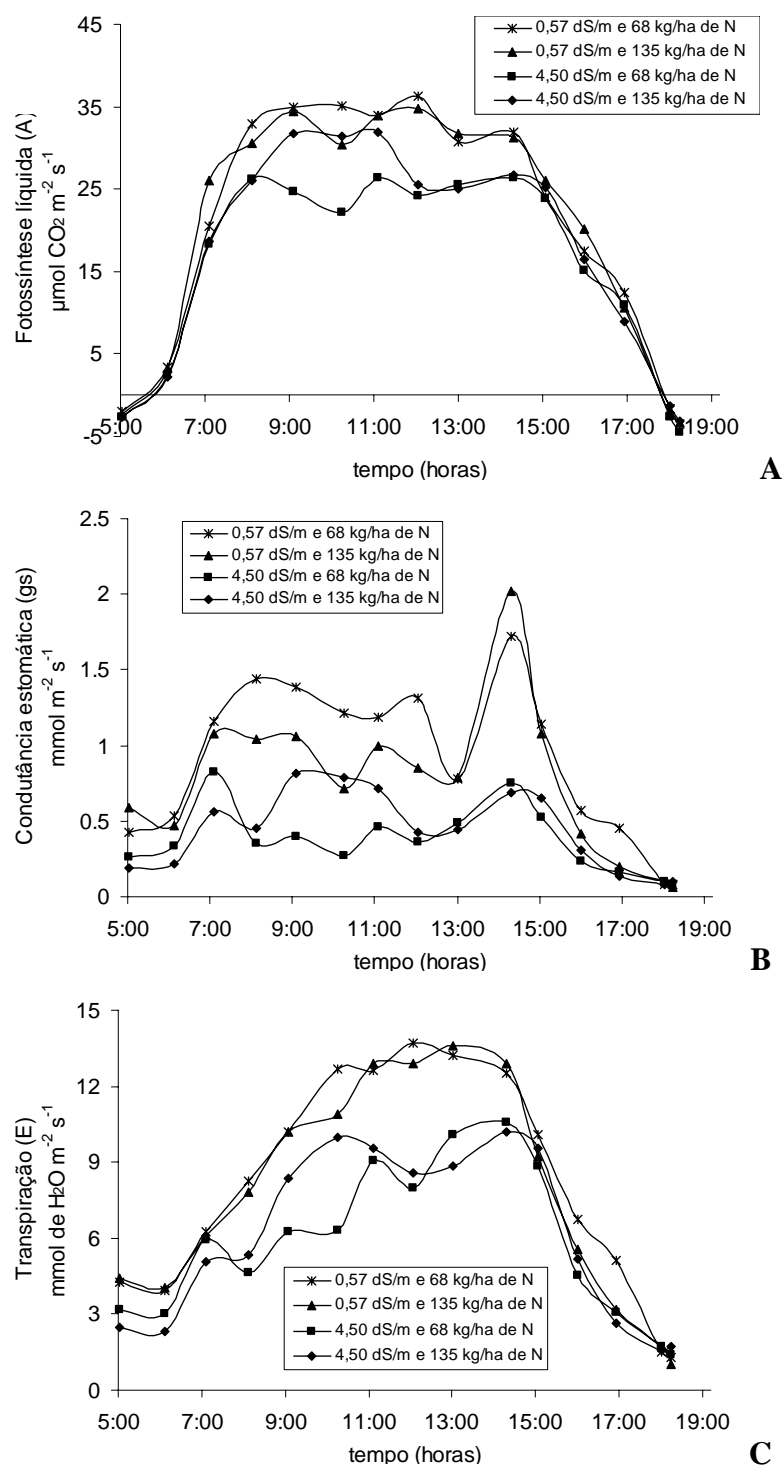 45
0,57 dS/m e 68 kg/ha de N
0,57 dS/m e 135 kg/ha de N
4,50 dS/m e 68 kg/ha de N
4,50 dS/m e 135 kg/ha de N
35
25
15
5
-5
Fotossíntese líquida (A)
µmol CO2 m-2 s-1
5:00 7:00 9:00 11:00 13:00 15:00 17:00 19:00
tempo (horas)
A
2.5
2
1.5
1
0.5
0
0,57 dS/m e 68 kg/ha de N
0,57 dS/m e 135 kg/ha de N
4,50 dS/m e 68 kg/ha de N
4,50 dS/m e 135 kg/ha de N
Condutância estomática (gs)
mmol m-2 s-1
5:00 7:00 9:00 11:00 13:00 15:00 17:00 19:00
tempo (horas)
B
15
12
9
6
3
0
Transpiração (E)
mmol de H2O m-2 s-1
0,57 dS/m e 68 kg/ha de N
0,57 dS/m e 135 kg/ha de N
4,50 dS/m e 68 kg/ha de N
4,50 dS/m e 135 kg/ha de N
5:00 7:00 9:00 11:00 13:00 15:00 17:00 19:00
tempo (horas)
C